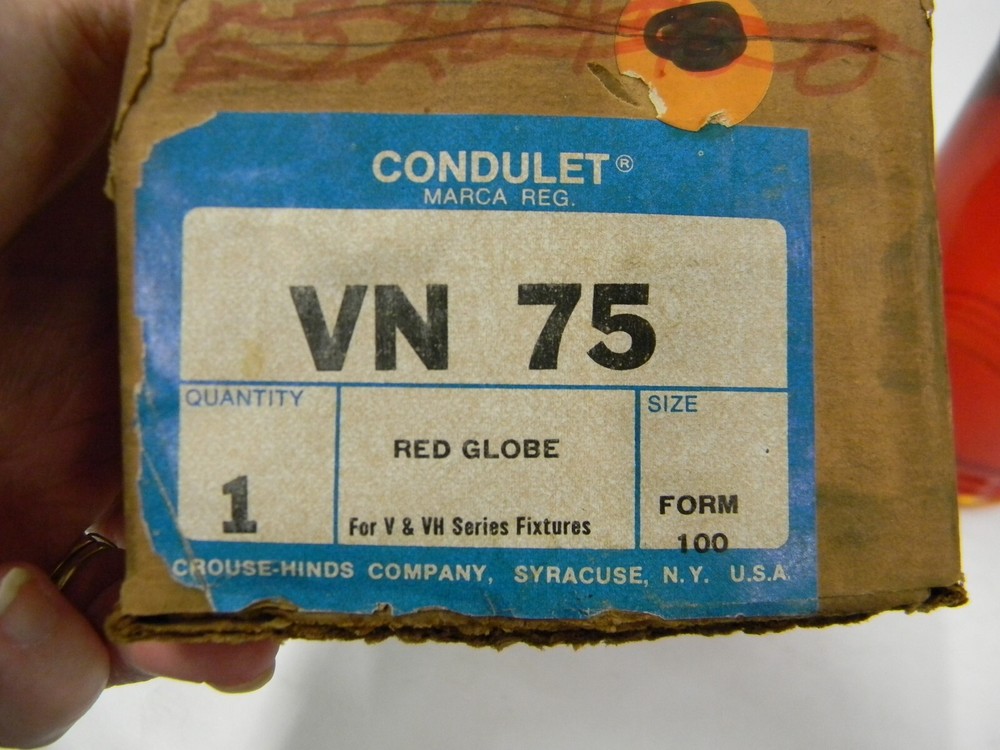 CONDULET®
MARCA REG.
VN 75
QUANTITY
1
RED GLOBE
For V & VH Series Fixtures
SIZE
FORM
100
CROUSE-HINDS COMPANY, SYRACUSE, N.Y. U.S.A.